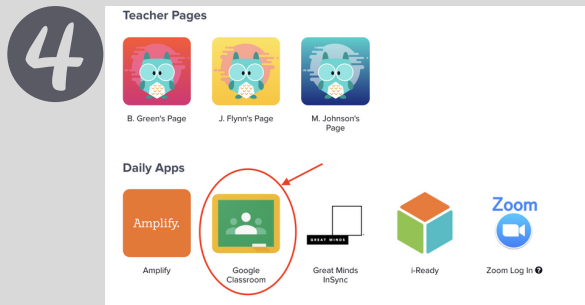 4
Teacher Pages
B. Green's Page
J. Flynn's Page
M. Johnson's
Page
Daily Apps
Amplify.
GREAT MINDS
Zoom
Amplify
Google
Classroom
Great Minds
InSync
i-Ready
Zoom Log In ?